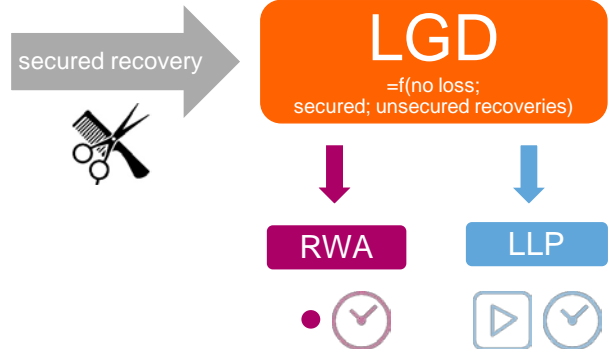 secured recovery
LGD
=f(no loss;
secured; unsecured recoveries)
RWA
LLP